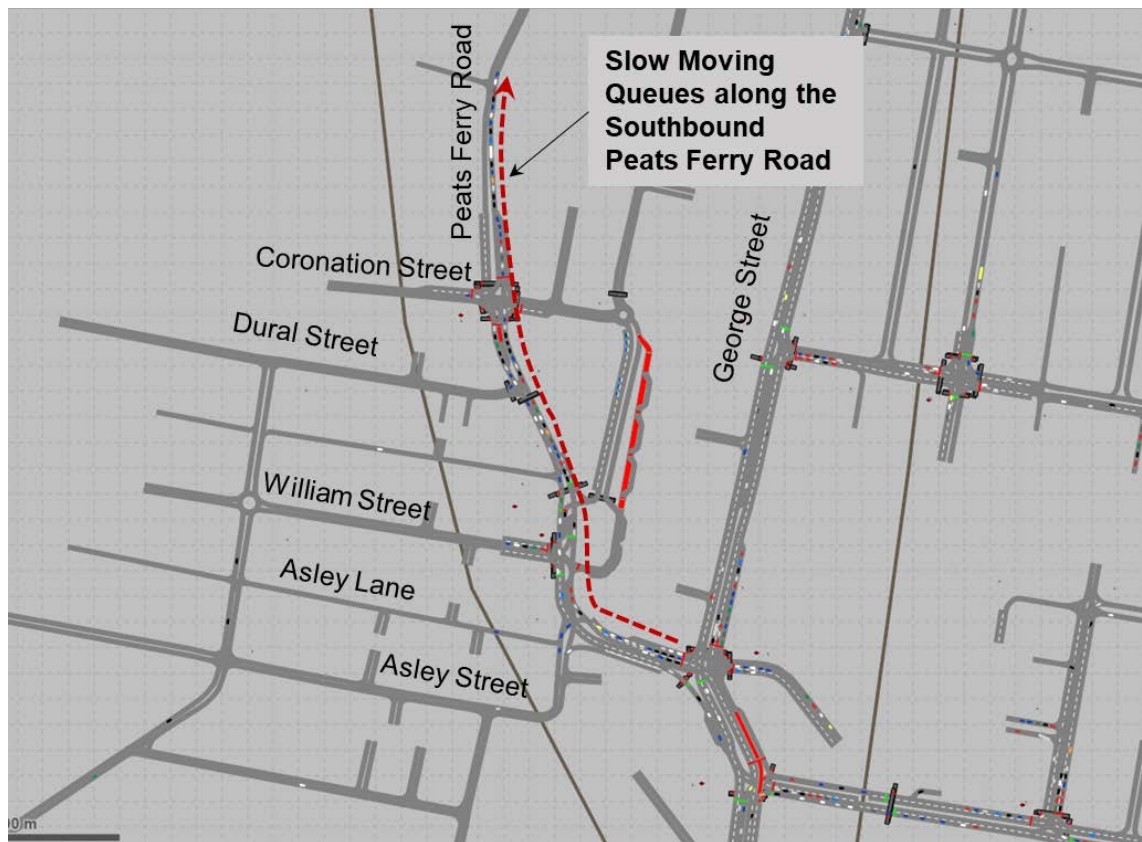 Peats Ferry Road
Slow Moving
Queues along the
Southbound
Peats Ferry Road
Coronation Street
George Street
Dural Street
William Street
Asley Lane
Asley Street
00 m